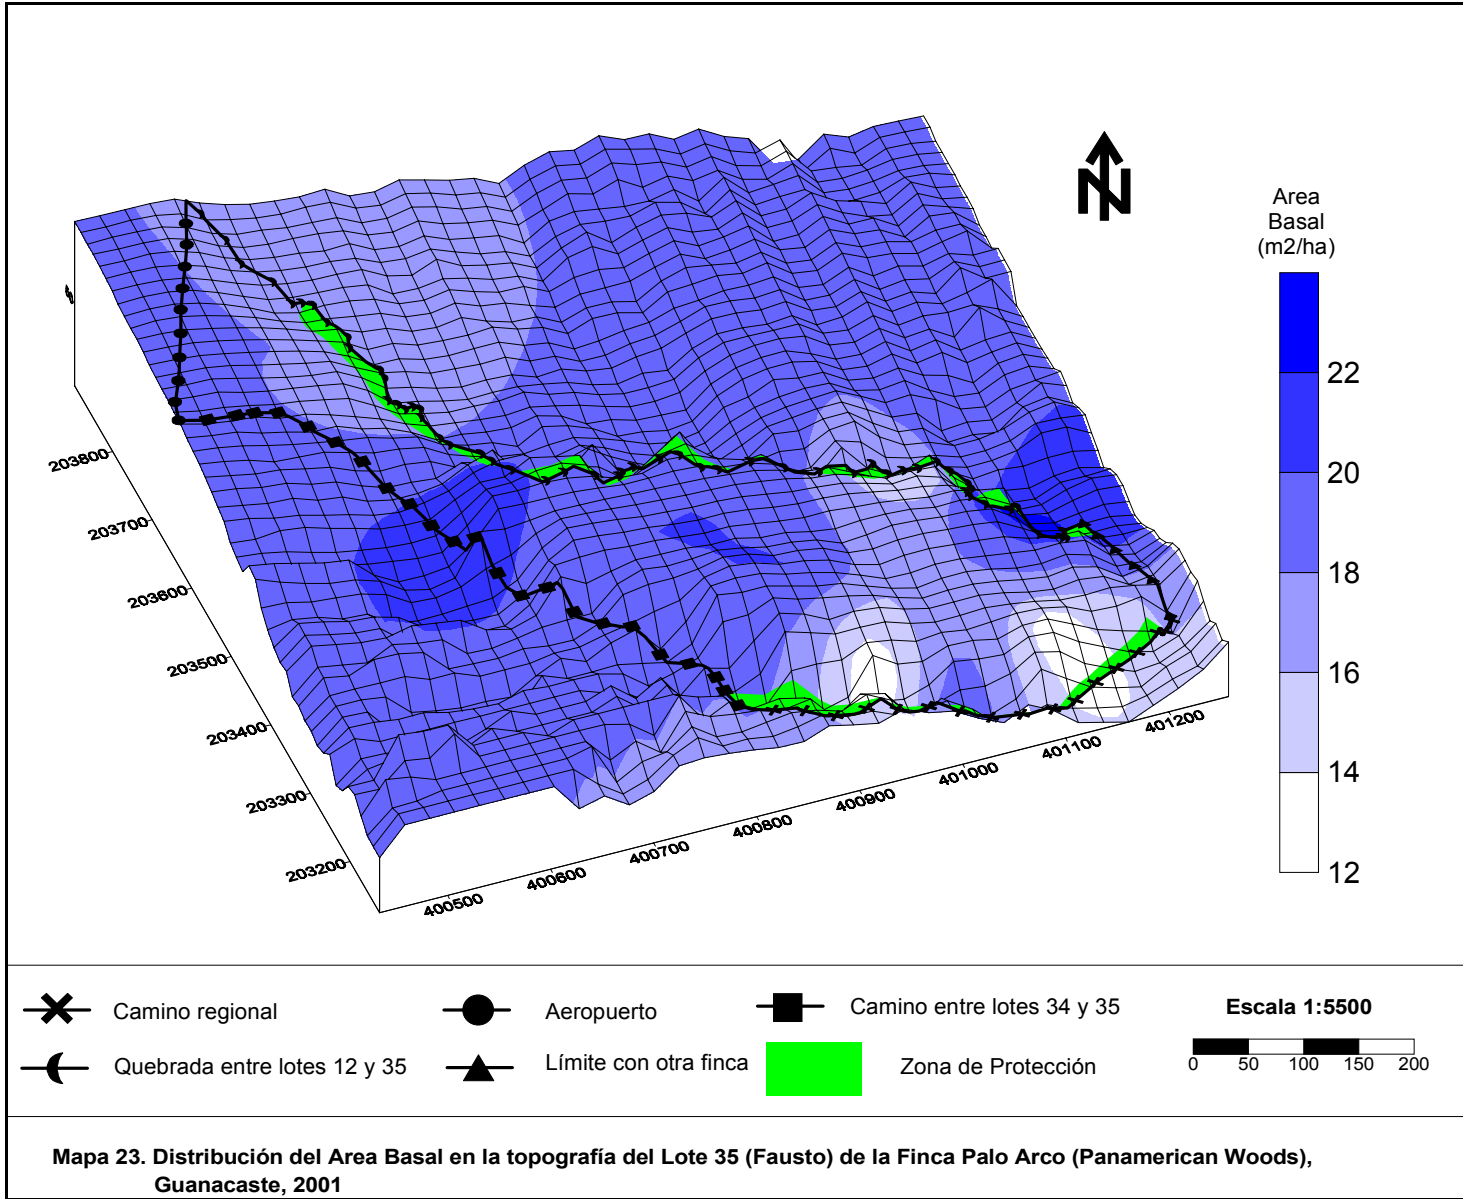 N
Area
Basal
(m2/ha)
22
20
18
16
14
12
203800
203700
203600
203500
203400
203300
203200
400500
400600
400700
400800
400900
401000
401100
401200
Camino regional
Aeropuerto
Camino entre lotes 34 y 35
Escala 1:5500
Quebrada entre lotes 12 y 35
Límite con otra finca
Zona de Protección
0 50 100 150 200
Mapa 23. Distribución del Area Basal en la topografía del Lote 35 (Fausto) de la Finca Palo Arco (Panamerican Woods),
Guanacaste, 2001